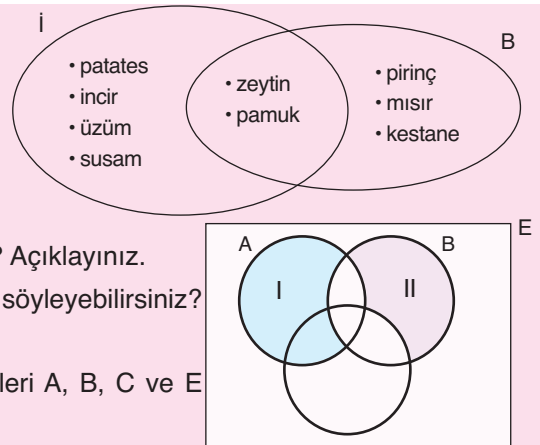 İ
B
• patates
• incir
• üzüm
• susam
• zeytin
• pamuk
• pirinç
• mısır
• kestane
? Açıklayınız.
söyleyebilirsiniz?
leri A, B, C ve E
E
A
B
I
II